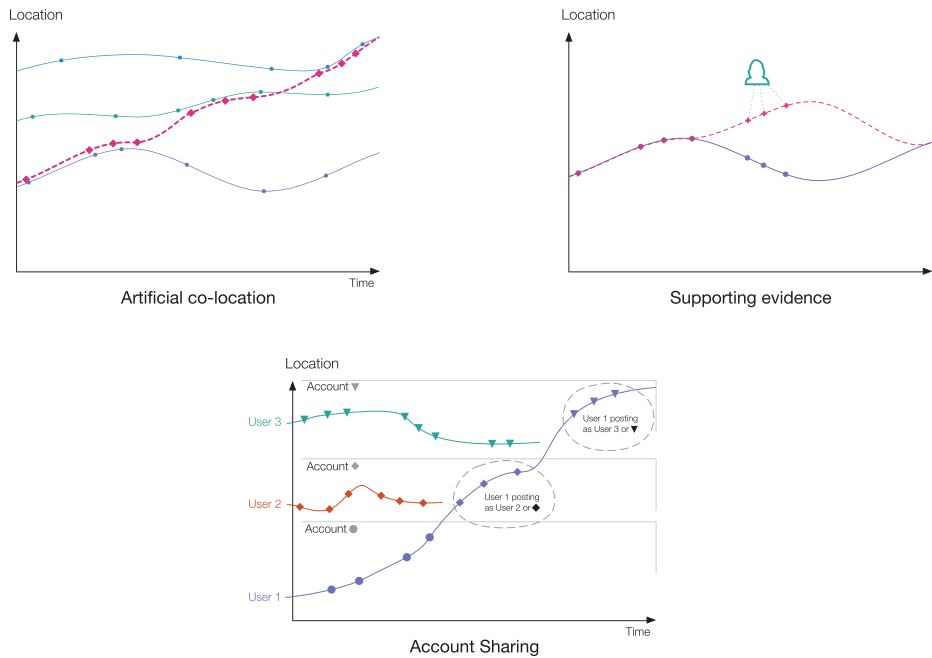 Location
Location
Time
Artificial co-location
Supporting evidence
Location
Account
User 3
User 1 posting
as User 3 or
Account
User 2
User 1 posting
as User 2 or
Account
User 1
Time
Account Sharing